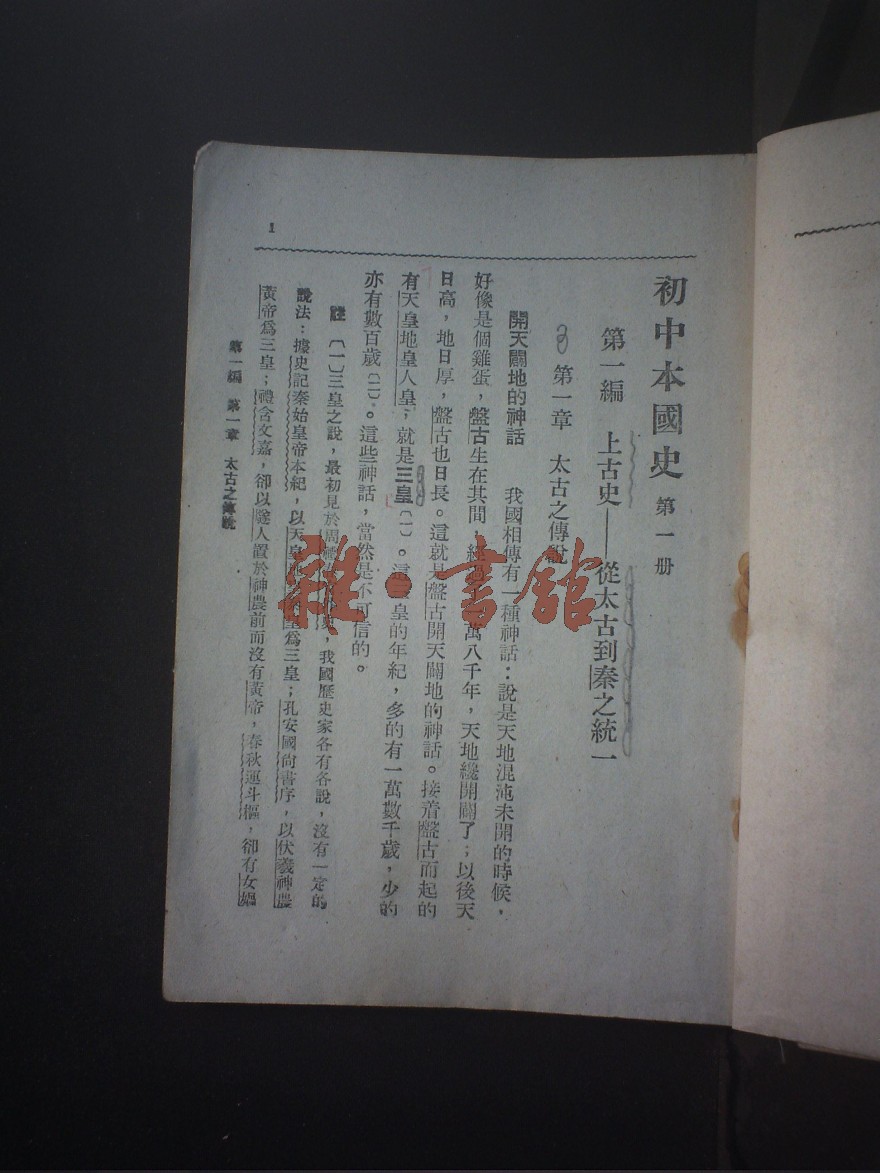 初中本國史 第一册
第一編 上古史——從太古到秦之統一
第一章 太古之傳說
開天闢地的神話 我國相傳有一種神話：說是天地混沌未開的時候，
好像是個雞蛋，盤古生在其間，經過萬八千年，天地纔開闢了；以後天
日高，地日厚，盤古也日長。這就是盤古開天闢地的神話。接着盤古而起的
有天皇地皇人皇，就是三皇〔一〕。這皇的年紀，多的有一萬數千歲，少的
亦有數百歲〔二〕。這些神話，當然是不可信的。
註 〔一〕三皇之說，最初見於周禮，我國歷史家各有各說，沒有一定的
說法：據史記秦始皇帝本紀，以天皇爲三皇；孔安國尚書序，以伏羲神農
黃帝爲三皇；禮含文嘉，卻以燧人置於神農前而沒有黃帝，春秋運斗樞，卻有女媧
第一編 第一章 太古之傳說
1
雜·書館